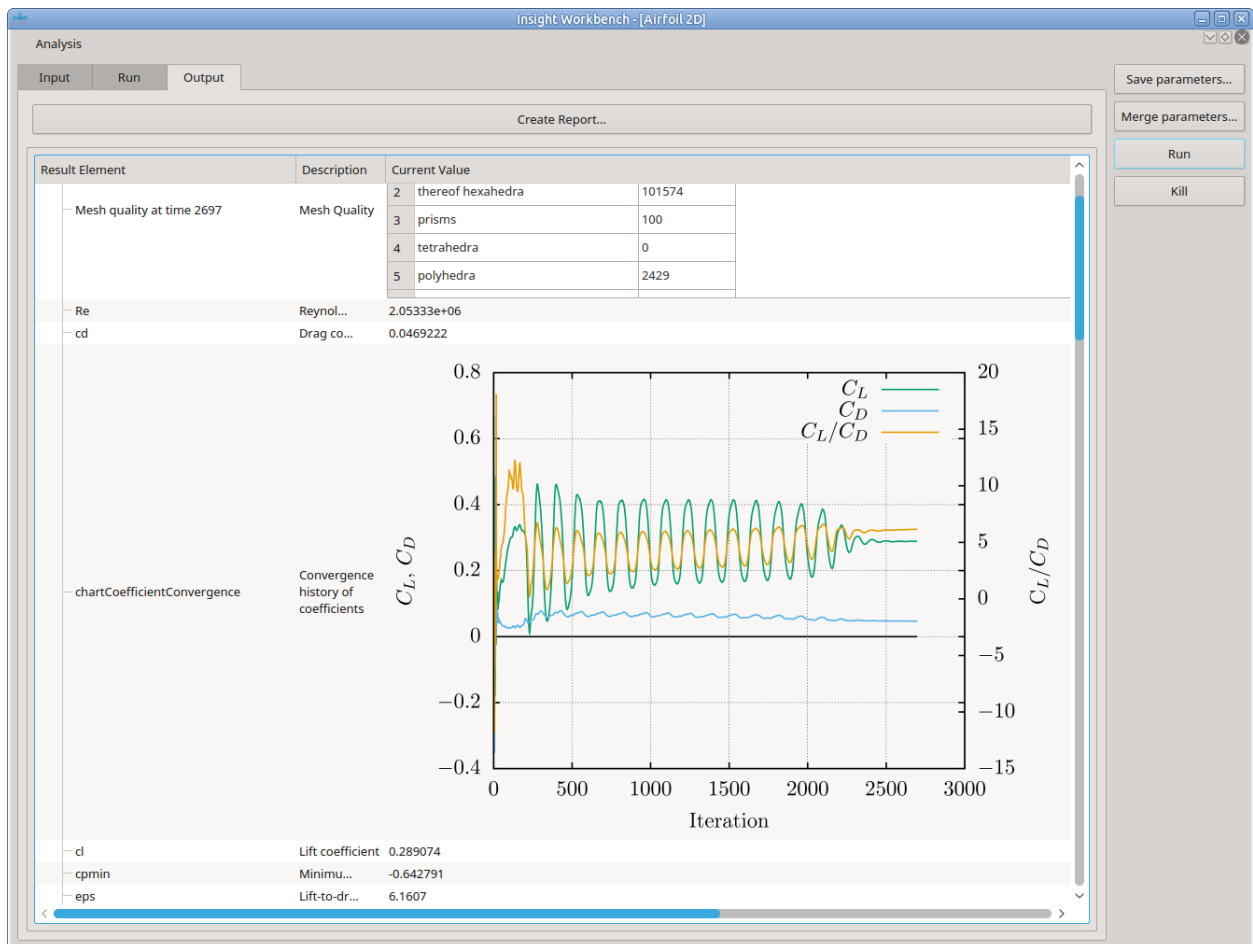 Insight Workbench - [Airfoil 2D]
Analysis
Input Run Output
Save parameters...
Create Report...
Merge parameters...
Run
Kill
Result Element Description Current Value
2 thereof hexahedra 101574
Mesh quality at time 2697 Mesh Quality
3 prisms 100
4 tetrahedra 0
5 polyhedra 2429
Re Reynol... 2.05333e+06
cd Drag co... 0.0469222
chartCoefficientConvergence
Convergence
history of
coefficients
C_L, C_D
0.8
0.6
0.4
0.2
0
−0.2
−0.4
C_L
C_D
C_L/C_D
20
15
10
5
0
−5
−10
−15
C_L/C_D
0 500 1000 1500 2000 2500 3000
Iteration
cl Lift coefficient 0.289074
cpmin Minimu... -0.642791
eps Lift-to-dr... 6.1607